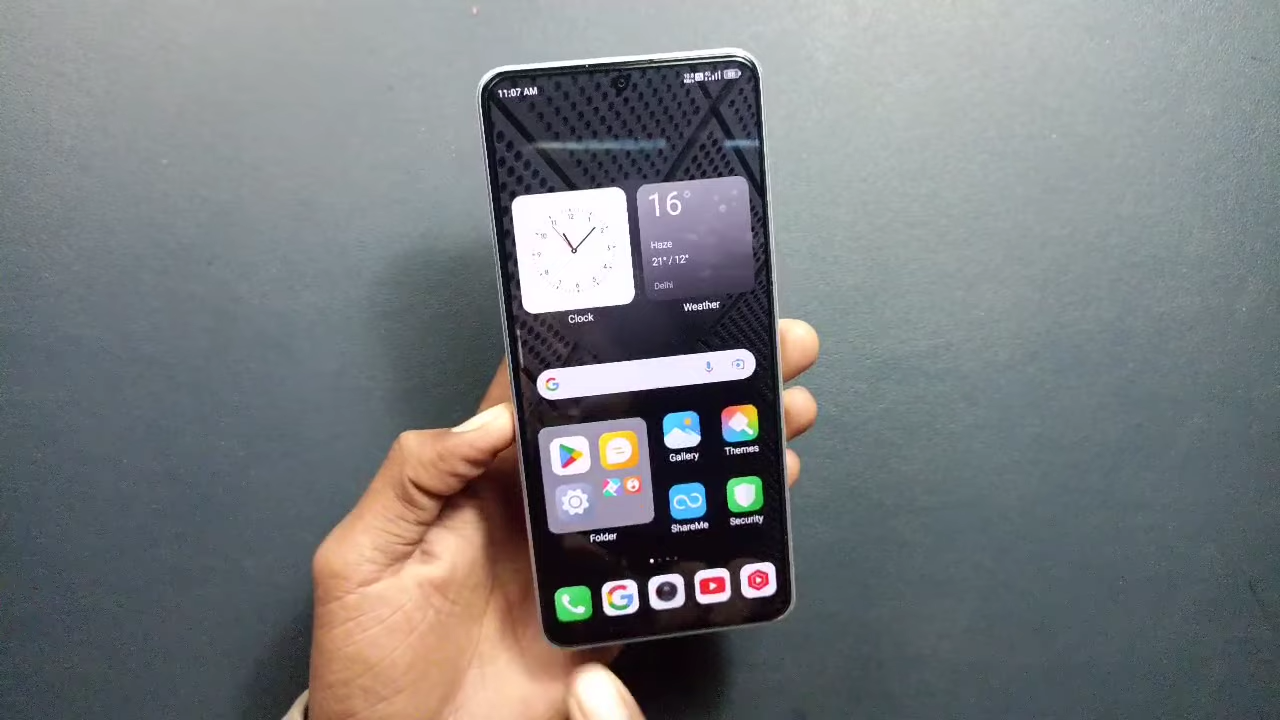 11:07 AM
16°
Haze
21° / 12°
Delhi
Clock
Weather
Gallery
Themes
ShareMe
Security
Folder